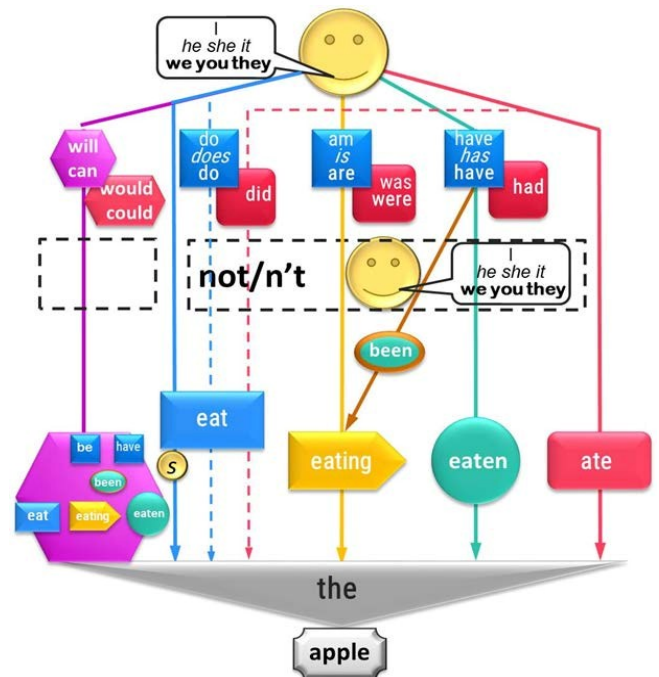 I
he she it
we you they
will
can
would
could
do
does
do
did
am
is
are
was
were
have
has
have
had
not/n't
I
he she it
we you they
been
eat
S
eating
eaten
ate
be
have
been
eat
eating
eaten
the
apple